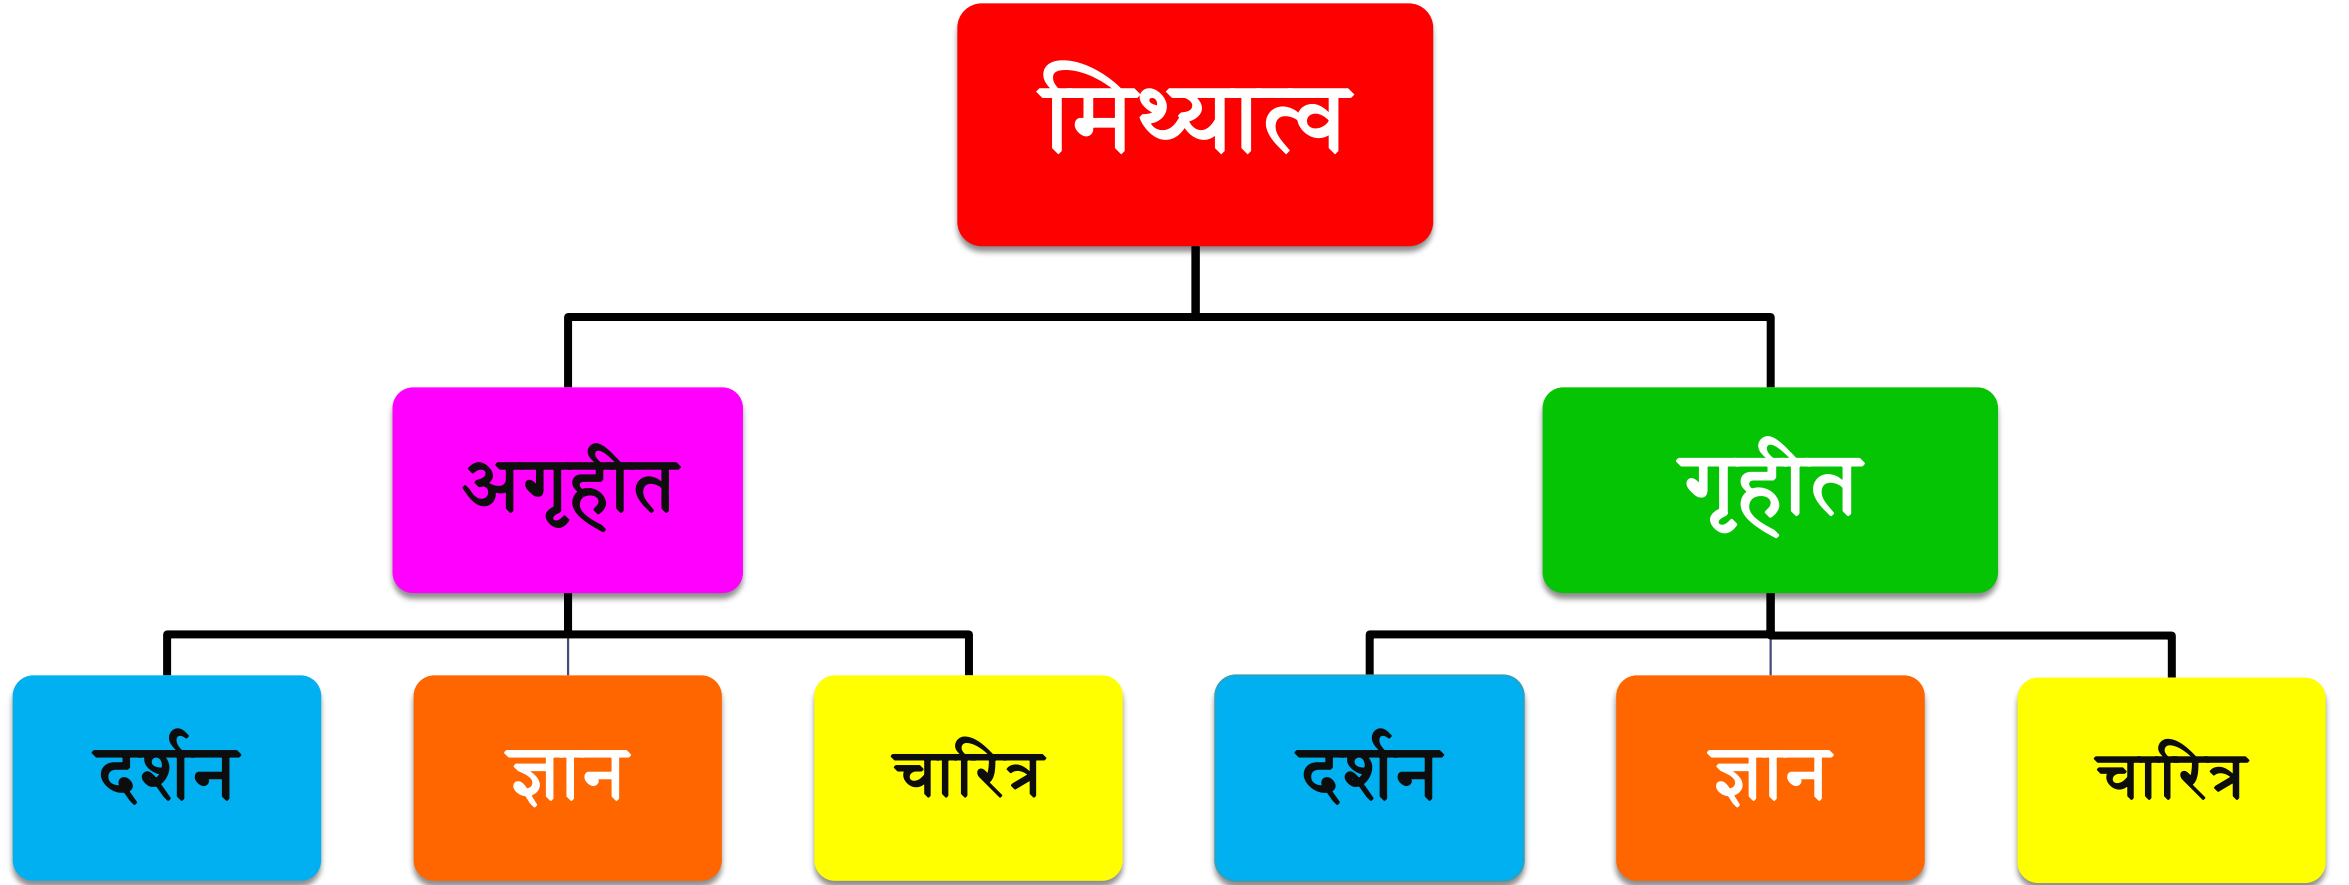 मिथ्यात्व
अगृहीत
गृहीत
दर्शन
ज्ञान
चारित्र
दर्शन
ज्ञान
चारित्र